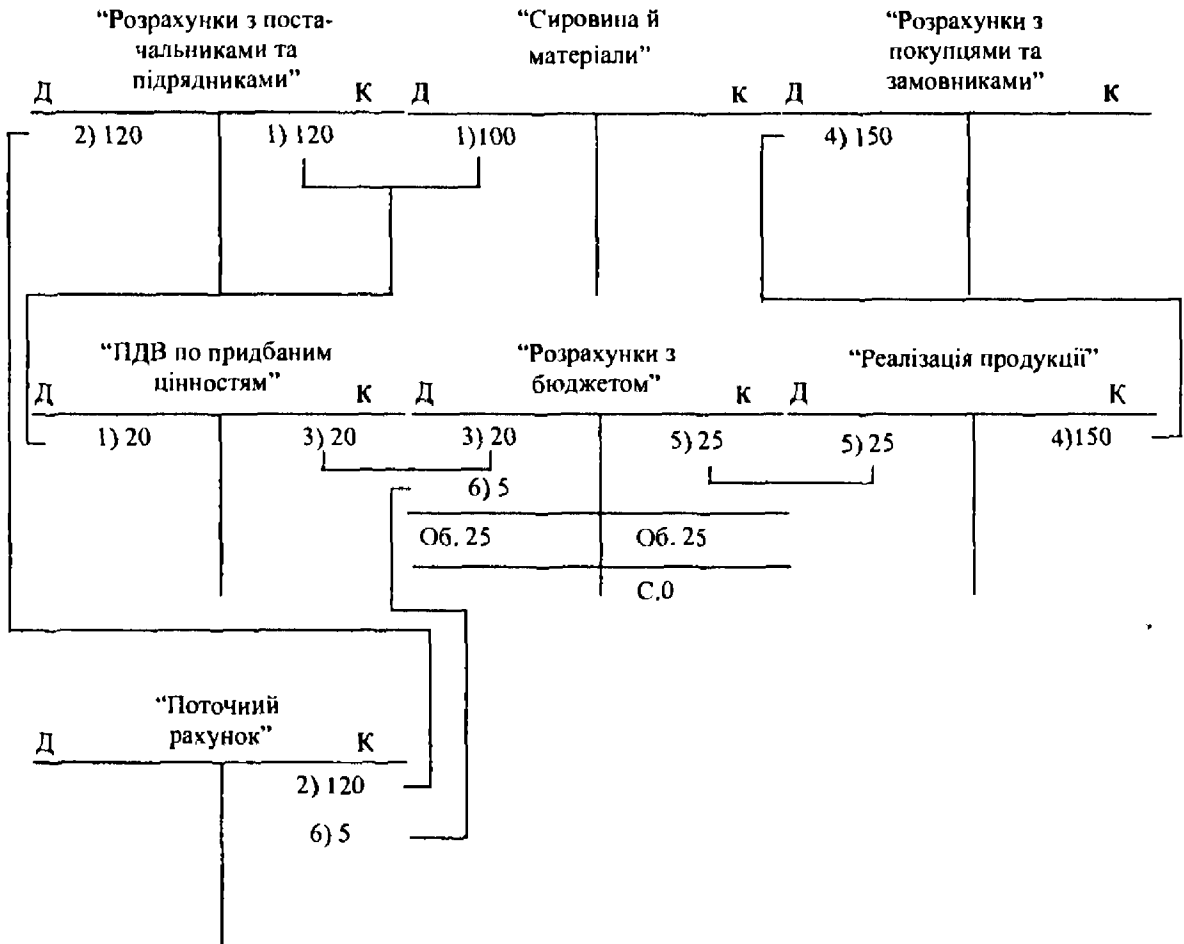 “Розрахунки з поста-
чальниками та
підрядниками”
Д К
2) 120 1) 120
“Сировина й
матеріали”
Д К
1)100
“Розрахунки з
покупцями та
замовниками”
Д К
4) 150
“ПДВ по придбаним
цінностям”
Д К
1) 20 3) 20
“Розрахунки з
бюджетом”
Д К
3) 20 5) 25
6) 5
Об. 25 Об. 25
С.0
“Реалізація продукції”
Д К
5) 25 4)150
“Поточний
рахунок”
Д К
2) 120
6) 5